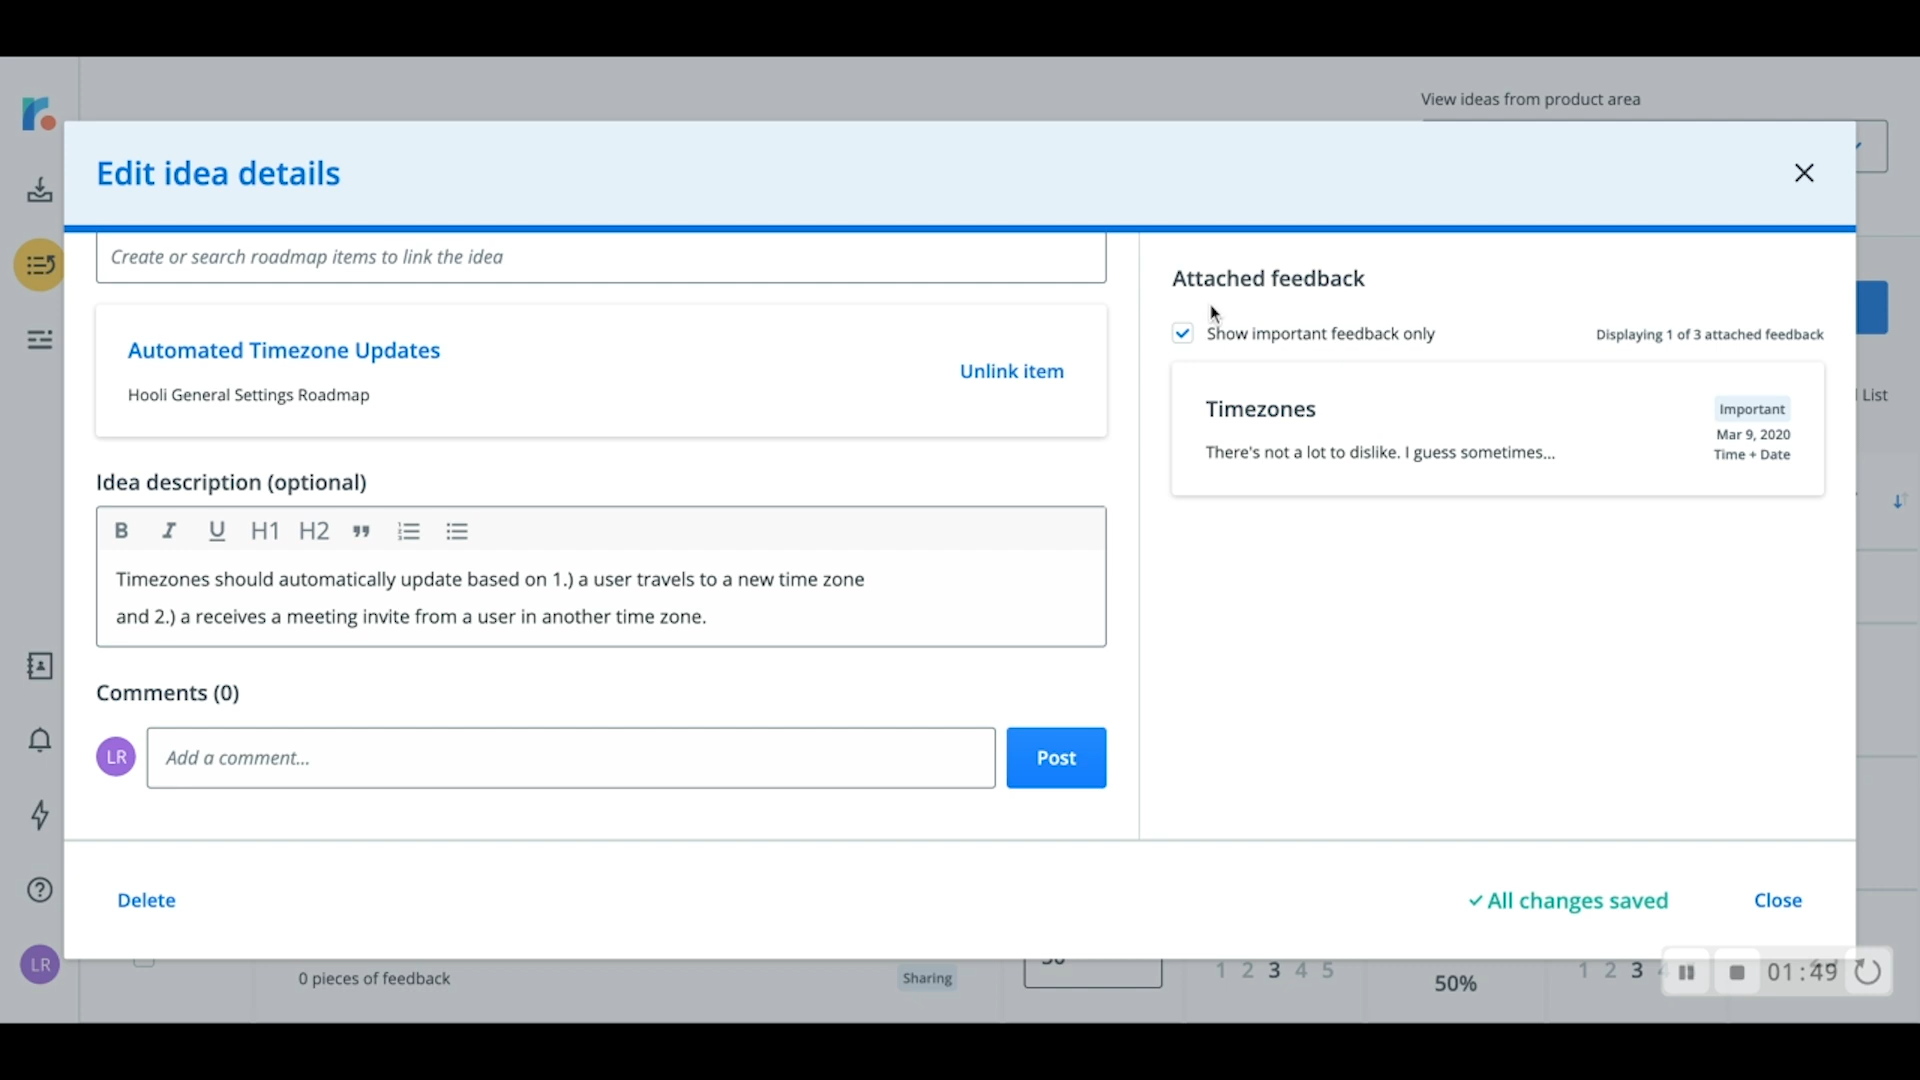 View ideas from product area
Edit idea details
Create or search roadmap items to link the idea
Automated Timezone Updates
Hooli General Settings Roadmap
Unlink item
Idea description (optional)
B I U H1 H2
Timezones should automatically update based on 1.) a user travels to a new time zone
and 2.) a receives a meeting invite from a user in another time zone.
Comments (0)
LR
Add a comment...
Post
Attached feedback
Show important feedback only
Displaying 1 of 3 attached feedback
Timezones
Important
There's not a lot to dislike. I guess sometimes...
Mar 9, 2020
Time + Date
List
Delete
All changes saved
Close
LR
0 pieces of feedback
Sharing
1 2 3 4 5
50%
1 2 3
01:49